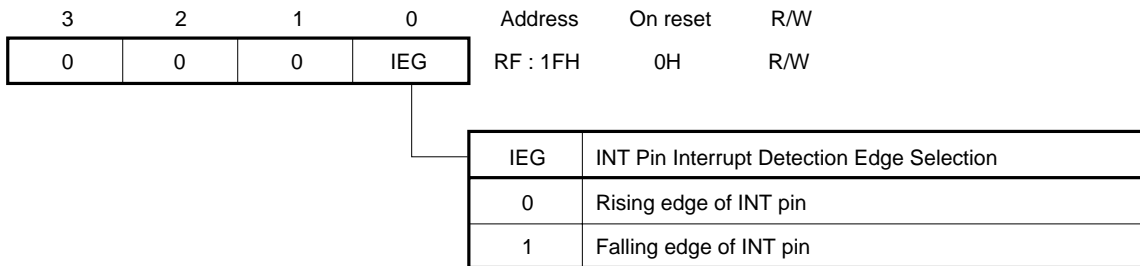 3 2 1 0 Address On reset R/W
0 0 0 IEG RF : 1FH 0H R/W
IEG INT Pin Interrupt Detection Edge Selection
0 Rising edge of INT pin
1 Falling edge of INT pin